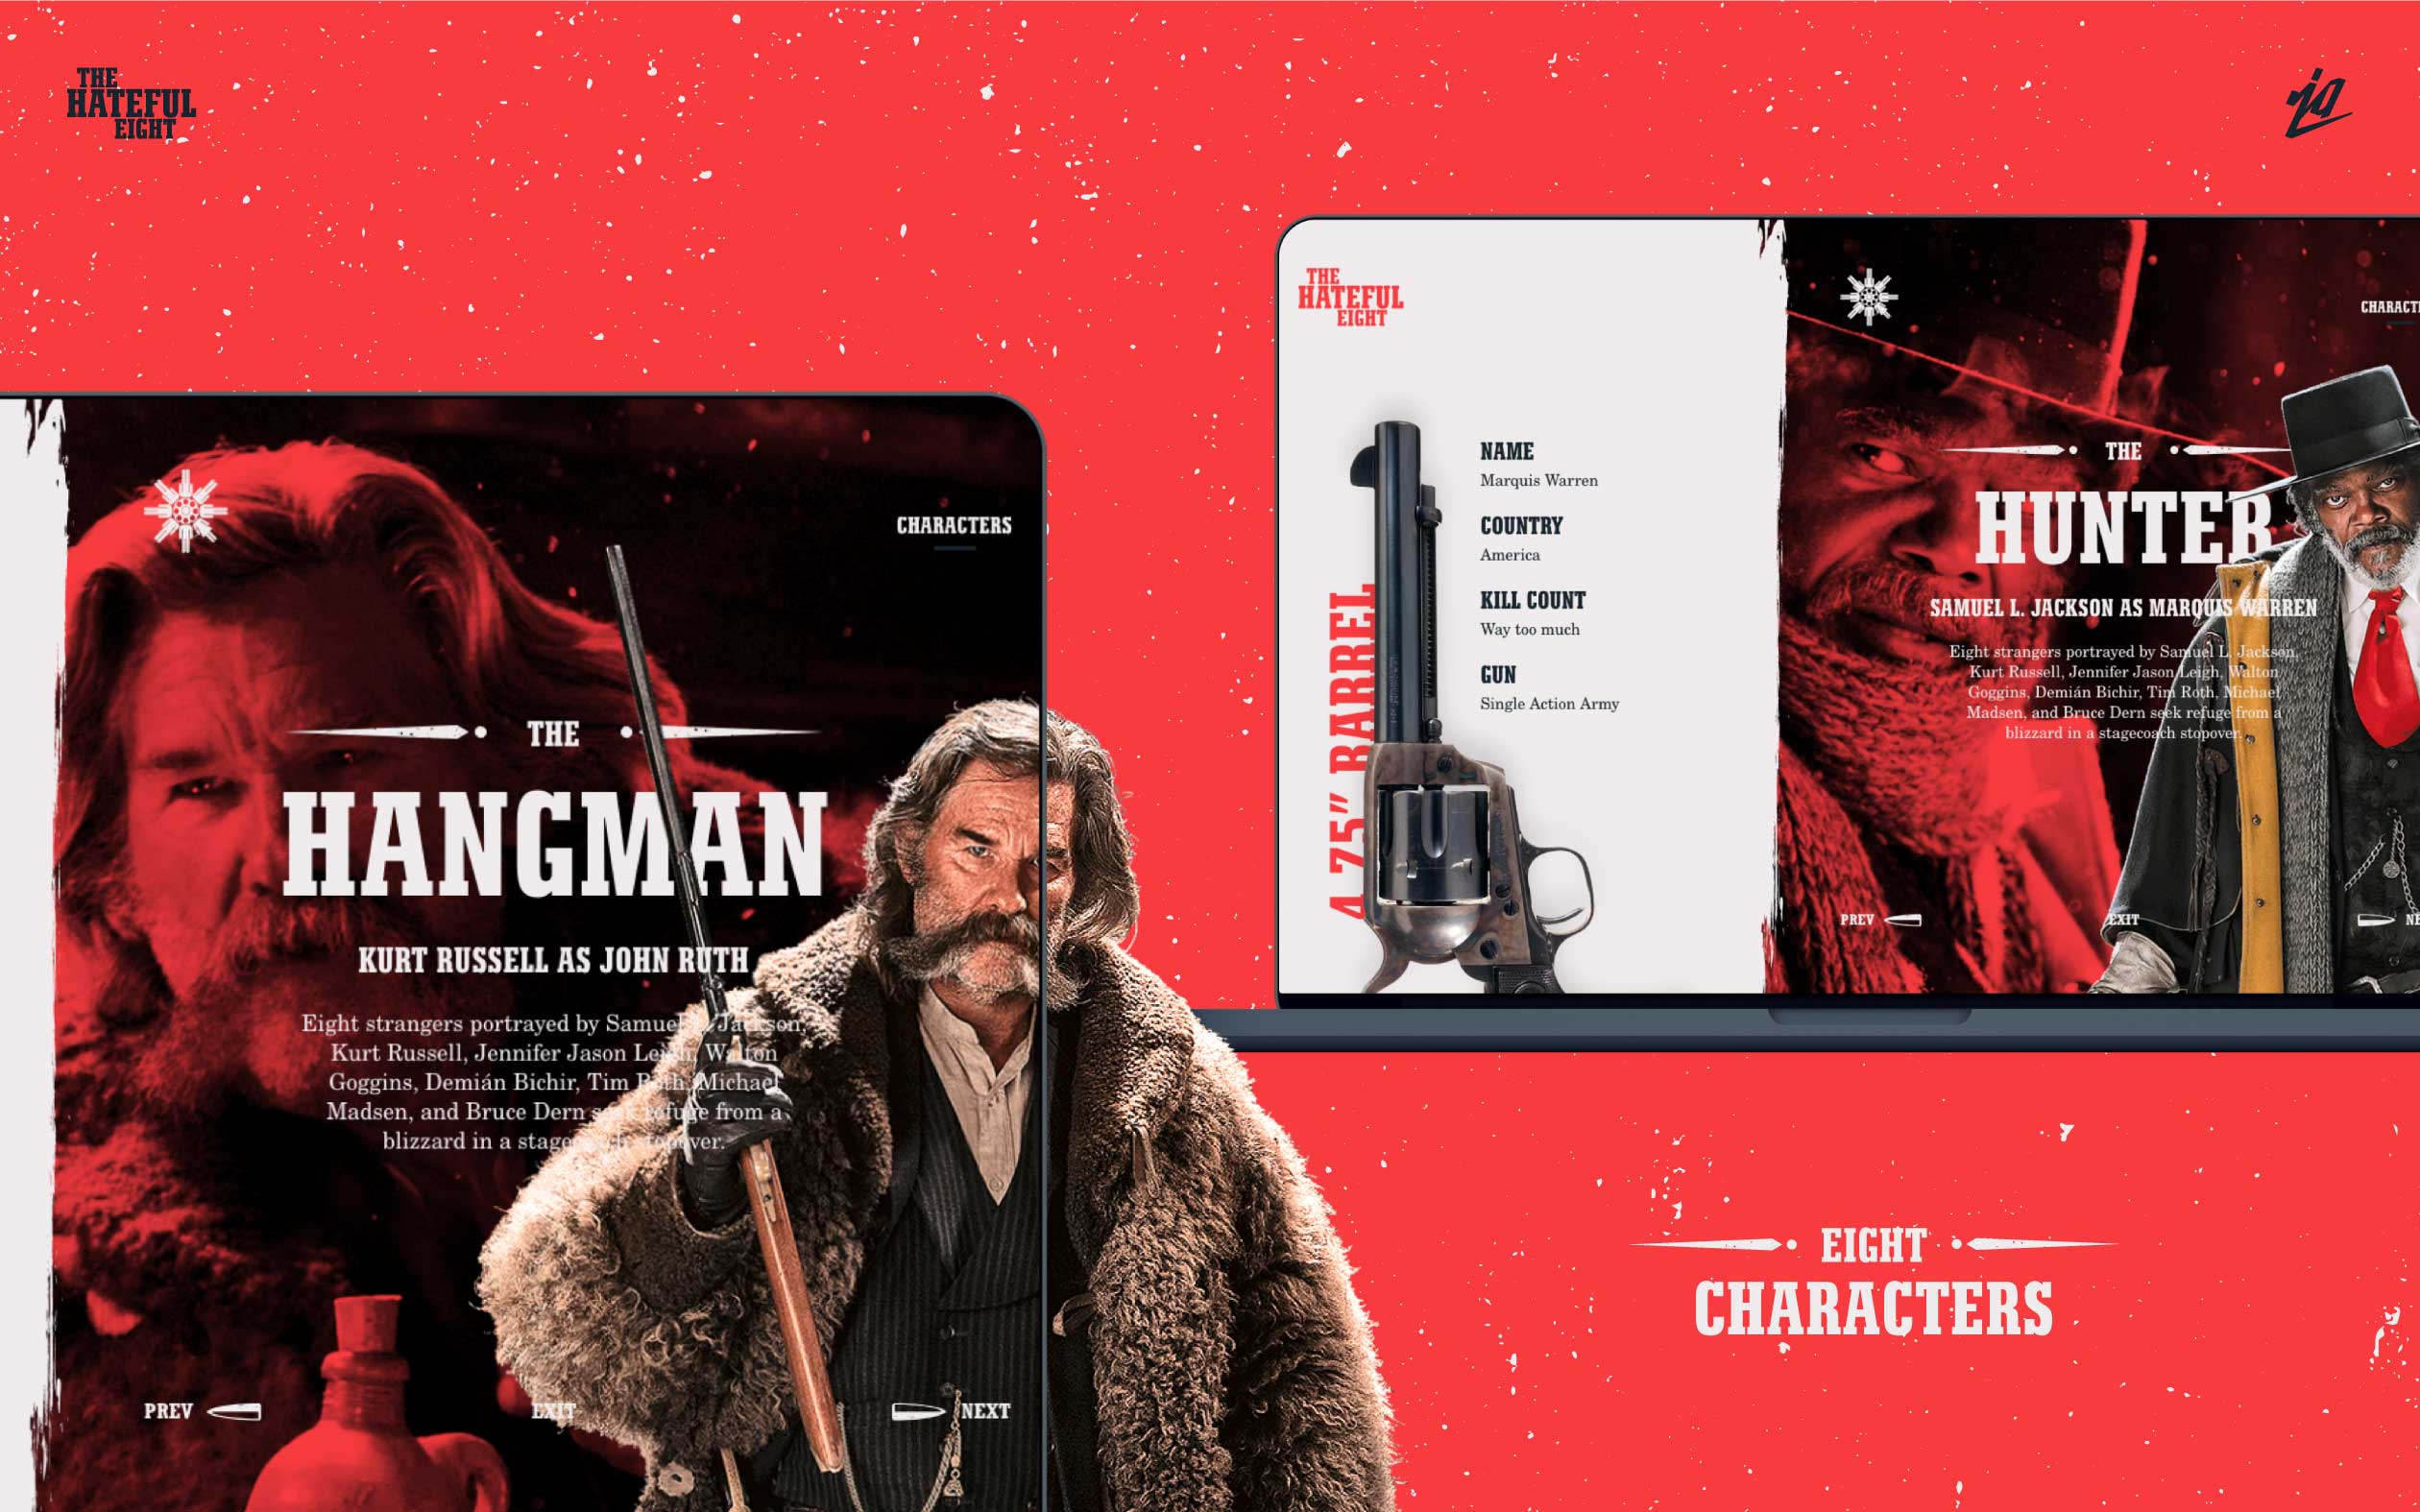 THE
HATEFUL
EIGHT
CHARACTERS
THE
HANGMAN
KURT RUSSELL AS JOHN RUTH
Eight strangers portrayed by Samuel L. Jackson,
Kurt Russell, Jennifer Jason Leigh, Walton
Goggins, Demián Bichir, Tim Roth, Michael
Madsen, and Bruce Dern seek refuge from a
blizzard in a stagecoach stopover.
PREV
EXIT
NEXT
THE
HATEFUL
EIGHT
4.75" BARREL
NAME
Marquis Warren
COUNTRY
America
KILL COUNT
Way too much
GUN
Single Action Army
THE
HUNTER
SAMUEL L. JACKSON AS MARQUIS WARREN
Eight strangers portrayed by Samuel L. Jackson,
Kurt Russell, Jennifer Jason Leigh, Walton
Goggins, Demián Bichir, Tim Roth, Michael
Madsen, and Bruce Dern seek refuge from a
blizzard in a stagecoach stopover.
PREV
EXIT
EIGHT
CHARACTERS